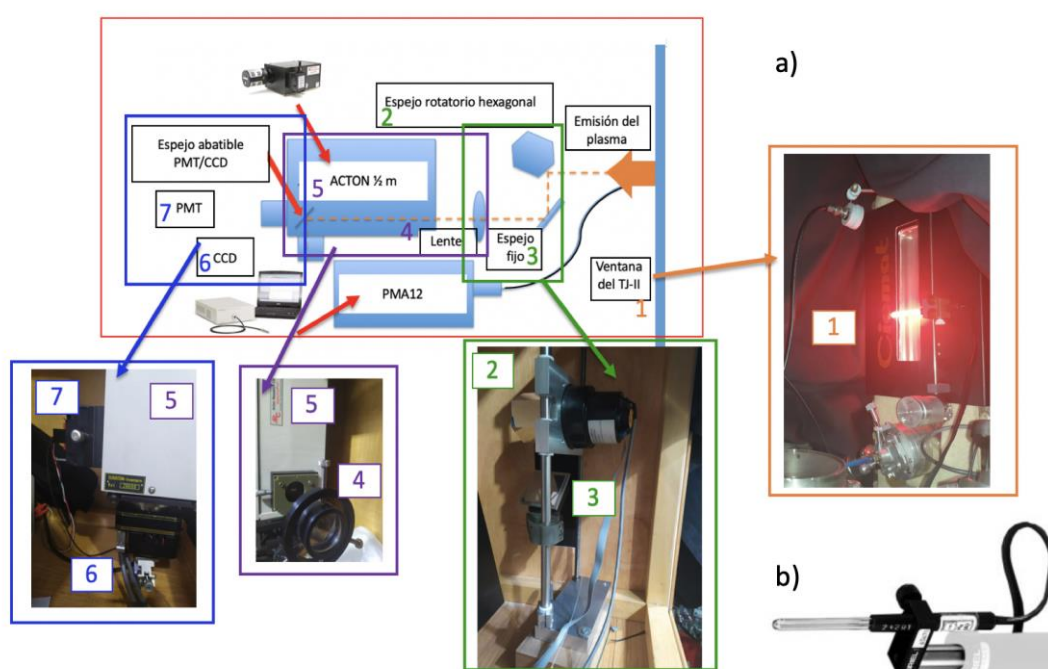 a)
Espejo rotatorio hexagonal
2
Emisión del
plasma
Espejo abatible
PMT/CCD
5
ACTON ½ m
7 PMT
4
Lente
Espejo
fijo 3
6 CCD
PMA12
Ventana
del TJ-II
1
1
Ciemat
2
3
7
5
6
5
4
b)